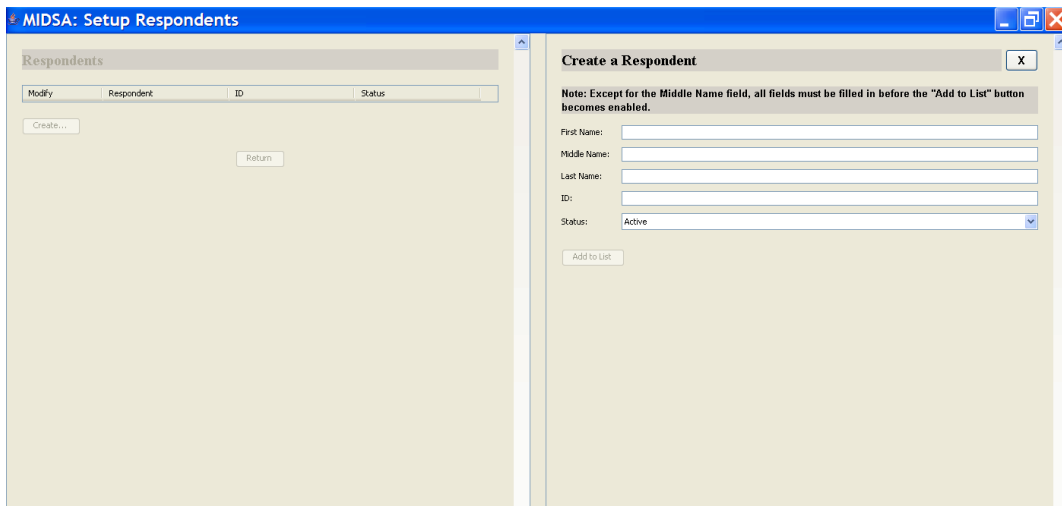 MIDSA: Setup Respondents
Respondents
Modify Respondent ID Status
Create...
Return
Create a Respondent
X
Note: Except for the Middle Name field, all fields must be filled in before the "Add to List" button
becomes enabled.
First Name:
Middle Name:
Last Name:
ID:
Status: Active
Add to List